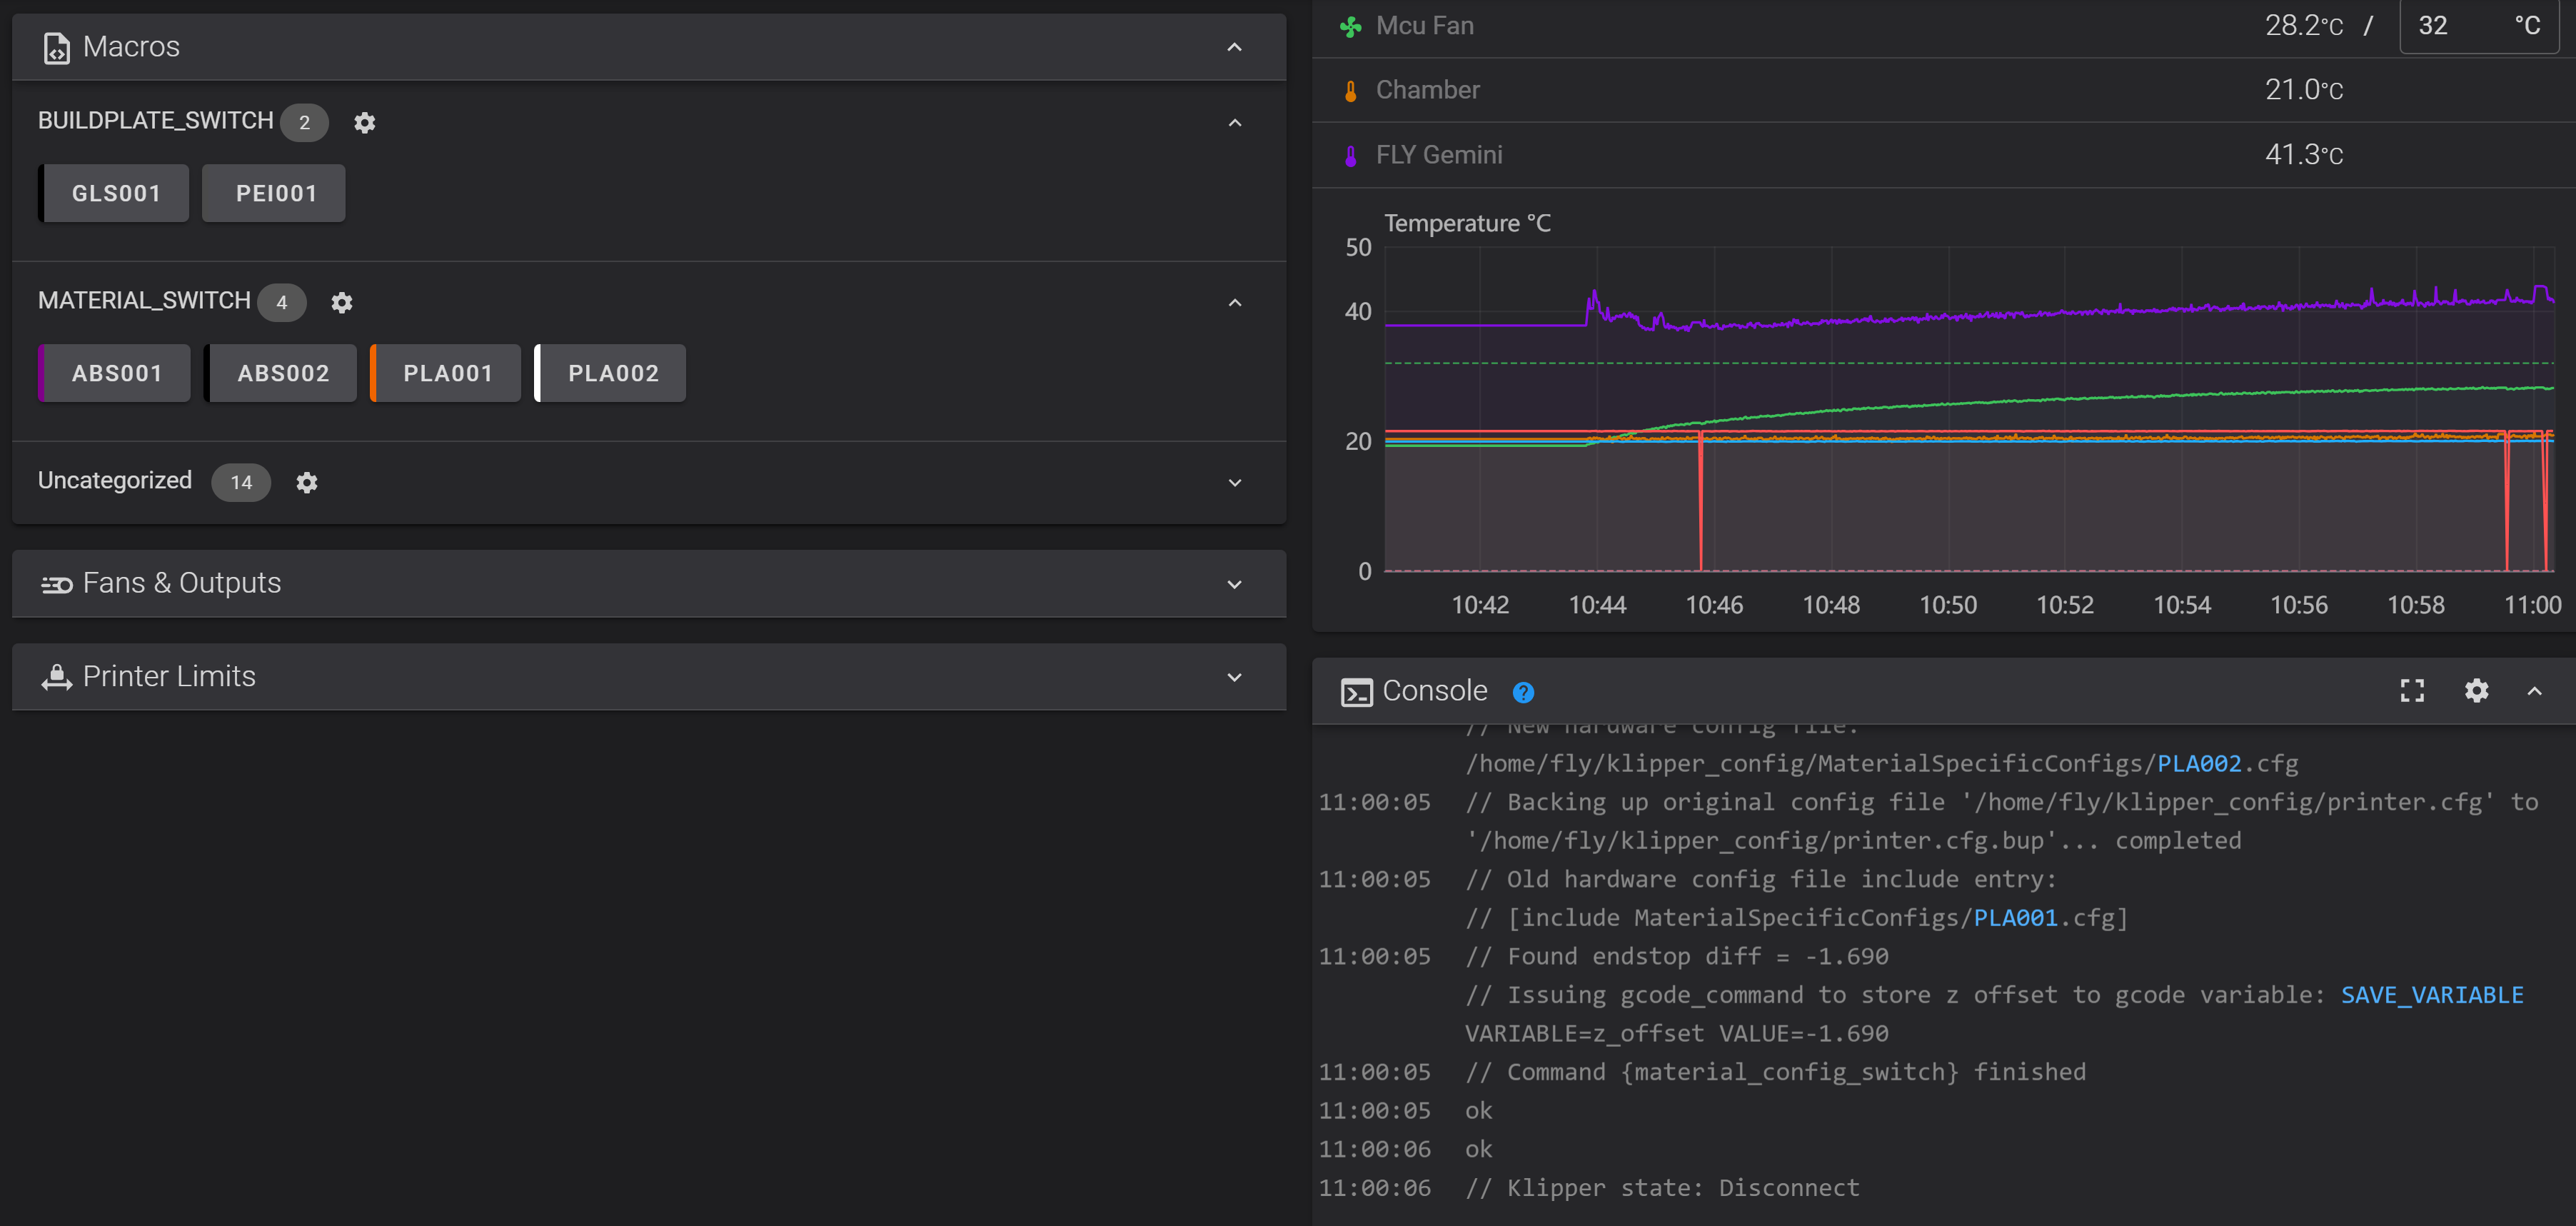 Macros
BUILDPLATE_SWITCH 2
GLS001 PEI001
MATERIAL_SWITCH 4
ABS001 ABS002 PLA001 PLA002
Uncategorized 14
Fans & Outputs
Printer Limits
Mcu Fan 28.2°C / 32 °C
Chamber 21.0°C
FLY Gemini 41.3°C
Temperature °C
50
40
20
0
10:42 10:44 10:46 10:48 10:50 10:52 10:54 10:56 10:58 11:00
Console ?
// New hardware config file:
/home/fly/klipper_config/MaterialSpecificConfigs/PLA002.cfg
11:00:05 // Backing up original config file '/home/fly/klipper_config/printer.cfg' to
'/home/fly/klipper_config/printer.cfg.bup'... completed
11:00:05 // Old hardware config file include entry:
// [include MaterialSpecificConfigs/PLA001.cfg]
11:00:05 // Found endstop diff = -1.690
// Issuing gcode_command to store z offset to gcode variable: SAVE_VARIABLE
VARIABLE=z_offset VALUE=-1.690
11:00:05 // Command {material_config_switch} finished
11:00:05 ok
11:00:06 ok
11:00:06 // Klipper state: Disconnect